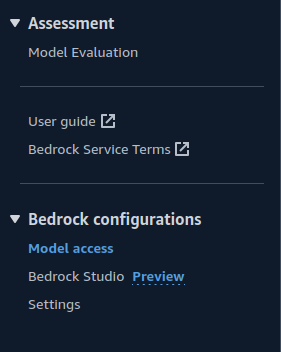 Assessment
Model Evaluation
User guide
Bedrock Service Terms
Bedrock configurations
Model access
Bedrock Studio Preview
Settings